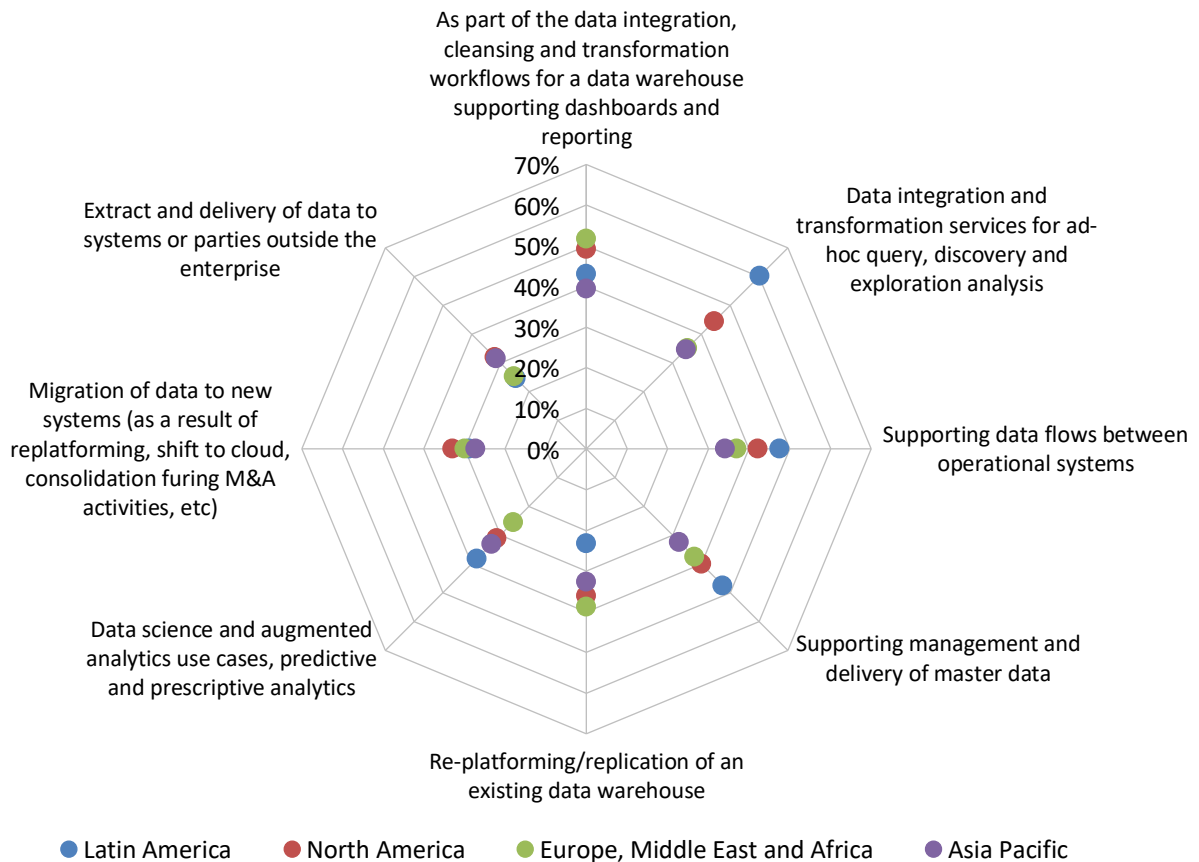 As part of the data integration,
cleansing and transformation
workflows for a data warehouse
supporting dashboards and
reporting
70%
60%
50%
40%
30%
20%
10%
0%
Data integration and
transformation services for ad-
hoc query, discovery and
exploration analysis
Supporting data flows between
operational systems
Supporting management and
delivery of master data
Re-platforming/replication of an
existing data warehouse
Data science and augmented
analytics use cases, predictive
and prescriptive analytics
Migration of data to new
systems (as a result of
replatforming, shift to cloud,
consolidation furing M&A
activities, etc)
Extract and delivery of data to
systems or parties outside the
enterprise
Latin America
North America
Europe, Middle East and Africa
Asia Pacific